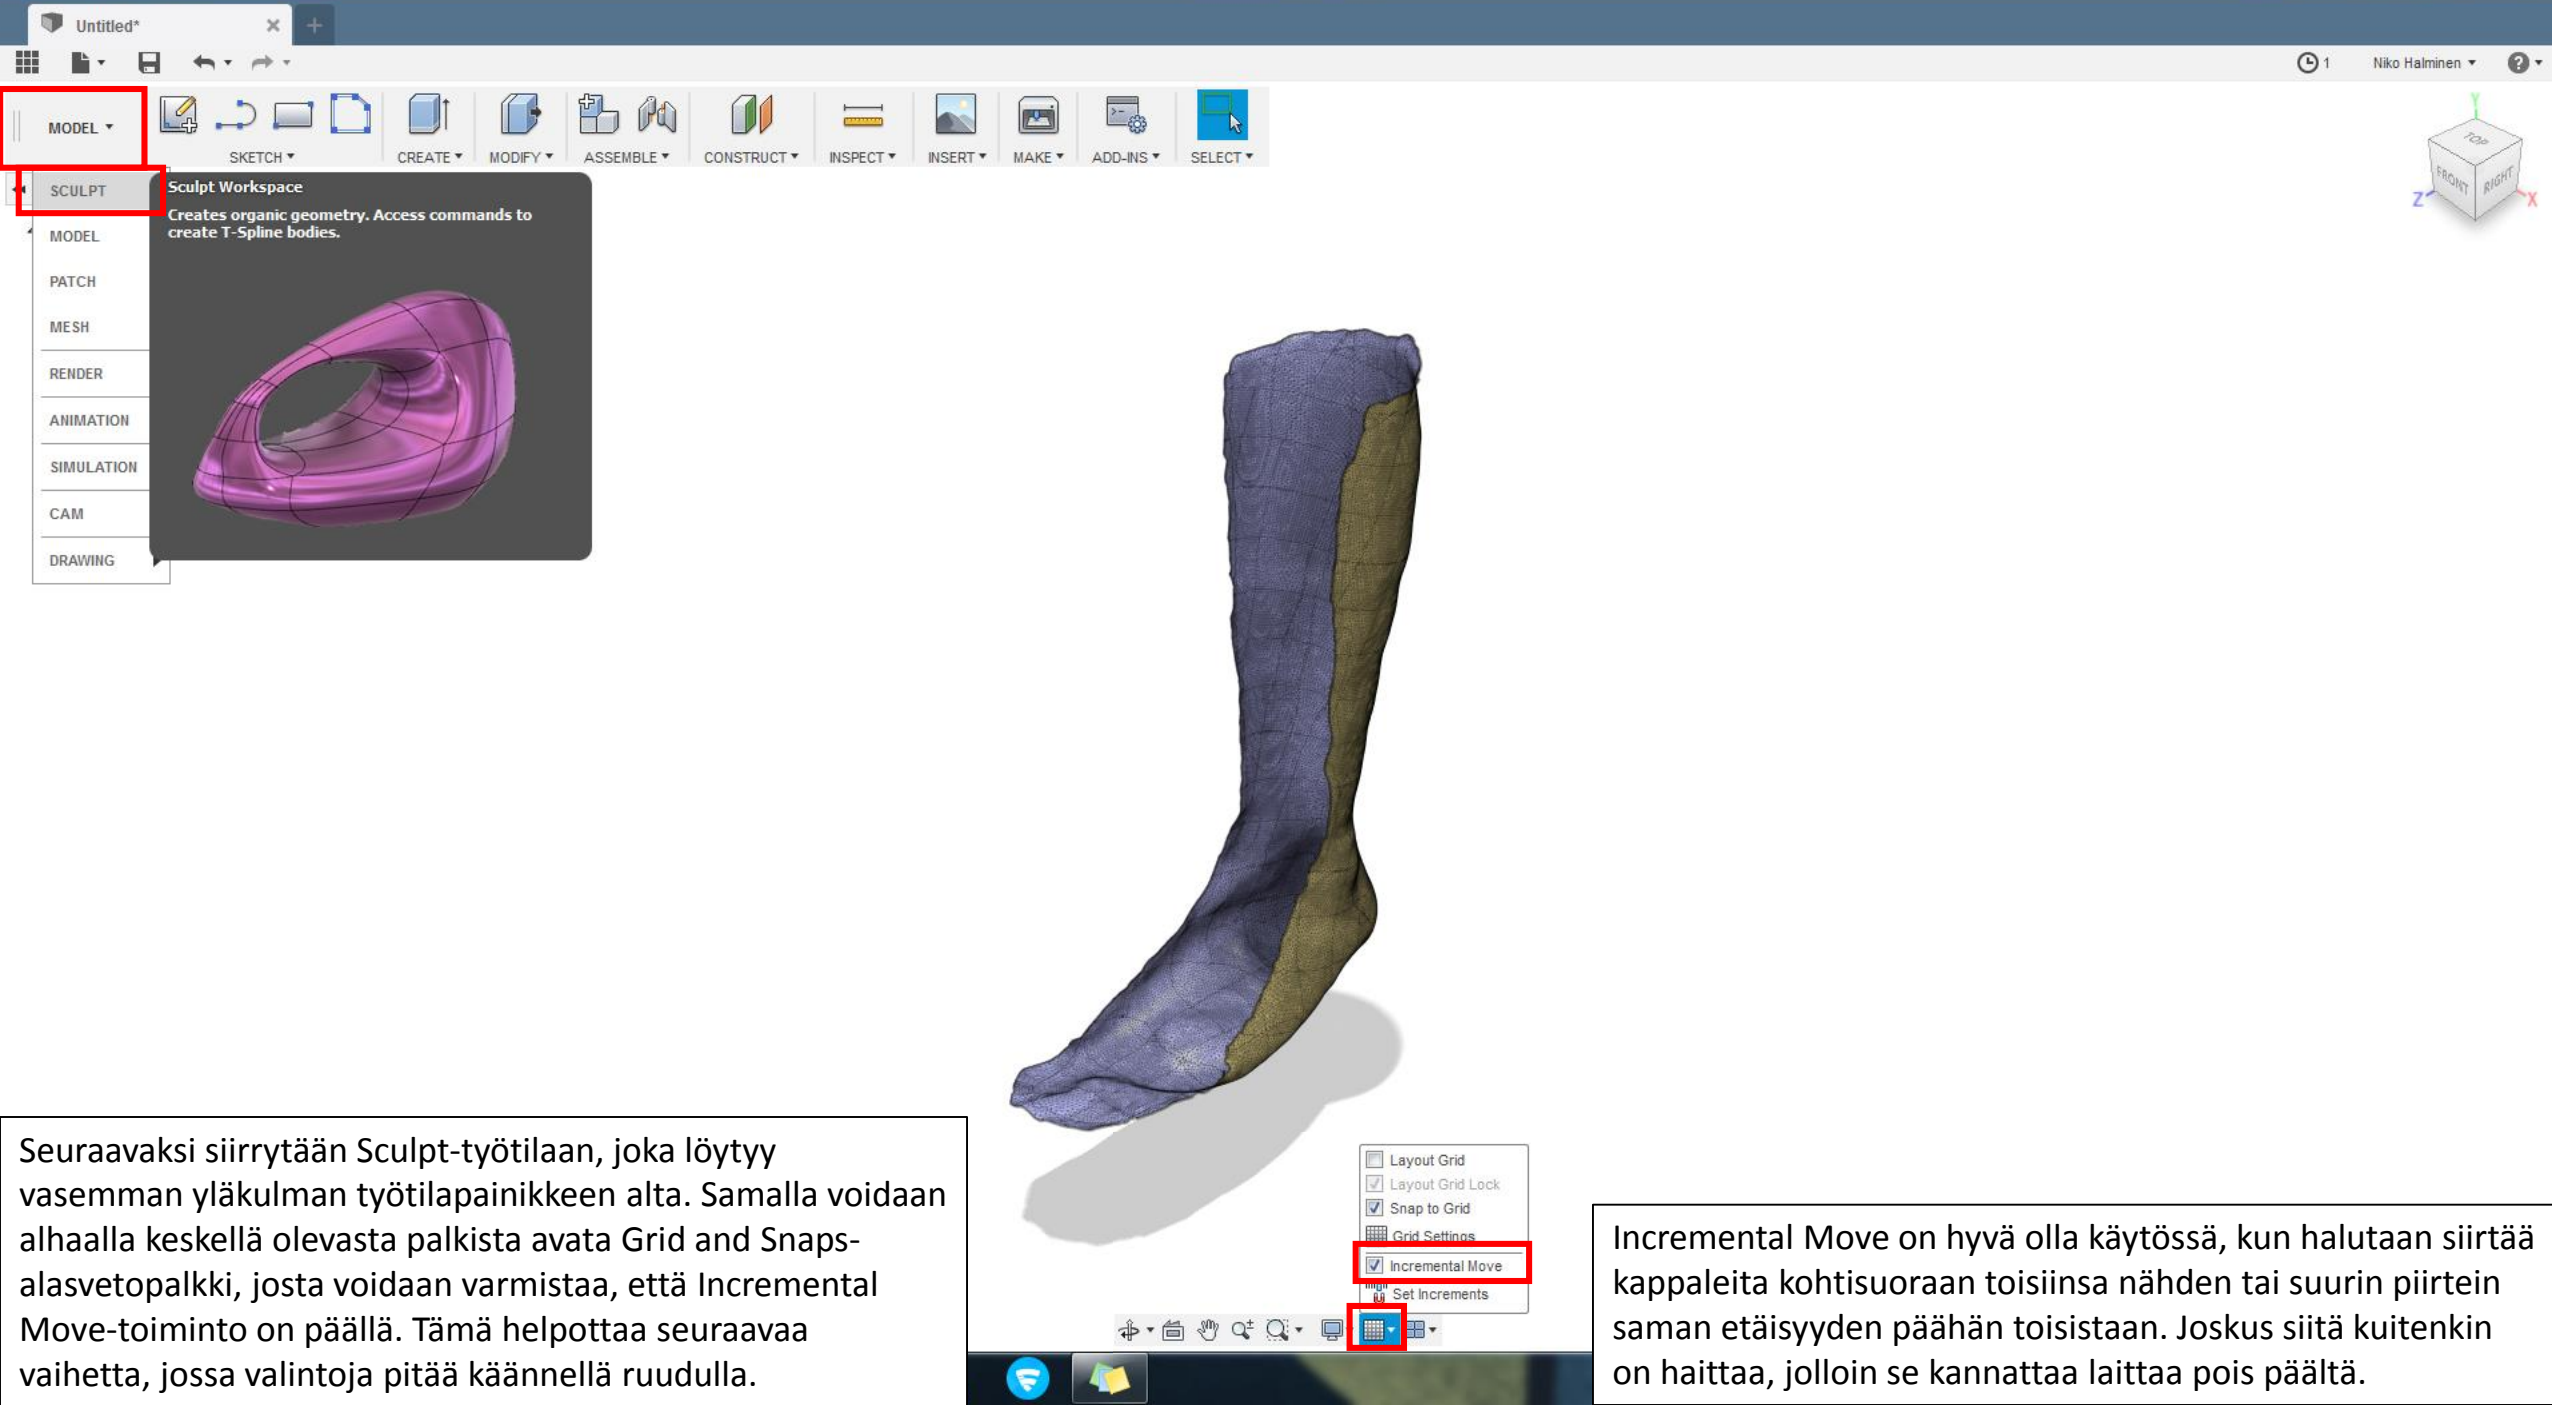 Untitled*
1 Niko Halminen
MODEL
SKETCH CREATE MODIFY ASSEMBLE CONSTRUCT INSPECT INSERT MAKE ADD-INS SELECT
SCULPT
MODEL
PATCH
MESH
RENDER
ANIMATION
SIMULATION
CAM
DRAWING
Sculpt Workspace
Creates organic geometry. Access commands to
create T-Spline bodies.
Y
TOP
FRONT RIGHT
Z X
Layout Grid
Layout Grid Lock
Snap to Grid
Grid Settings
Incremental Move
Set Increments
Seuraavaksi siirrytään Sculpt-työtilaan, joka löytyy
vasemman yläkulman työtilapainikkeen alta. Samalla voidaan
alhaalla keskellä olevasta palkista avata Grid and Snaps-
alasvetopalkki, josta voidaan varmistaa, että Incremental
Move-toiminto on päällä. Tämä helpottaa seuraavaa
vaihetta, jossa valintoja pitää käännellä ruudulla.
Incremental Move on hyvä olla käytössä, kun halutaan siirtää
kappaleita kohtisuoraan toisiinsa nähden tai suurin piirtein
saman etäisyyden päähän toisistaan. Joskus siitä kuitenkin
on haittaa, jolloin se kannattaa laittaa pois päältä.